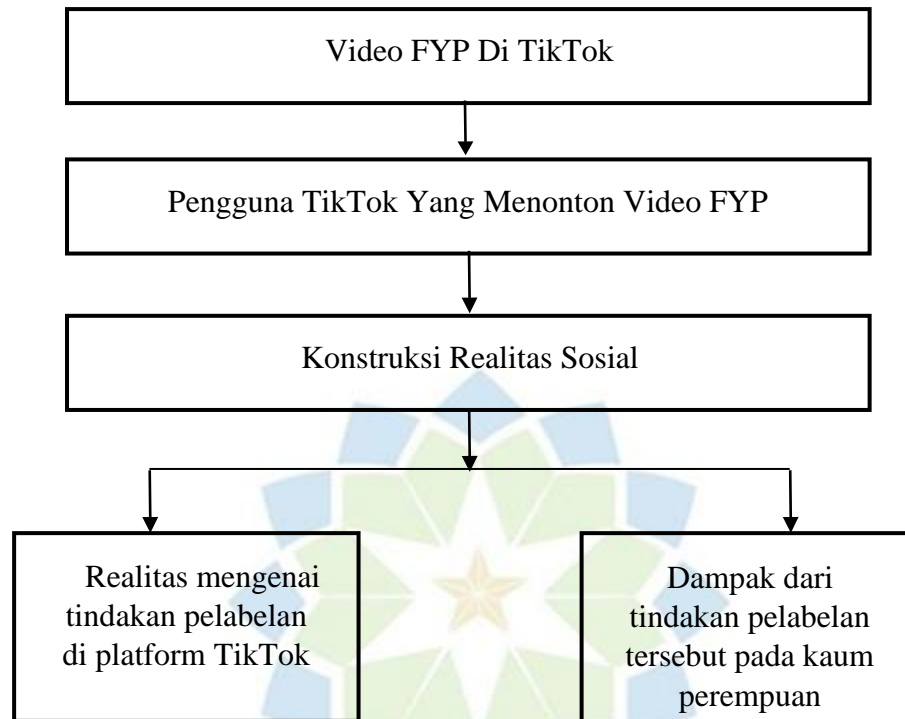 Video FYP Di TikTok
Pengguna TikTok Yang Menonton Video FYP
Konstruksi Realitas Sosial
Realitas mengenai
tindakan pelabelan
di platform TikTok
Dampak dari
tindakan pelabelan
tersebut pada kaum
perempuan